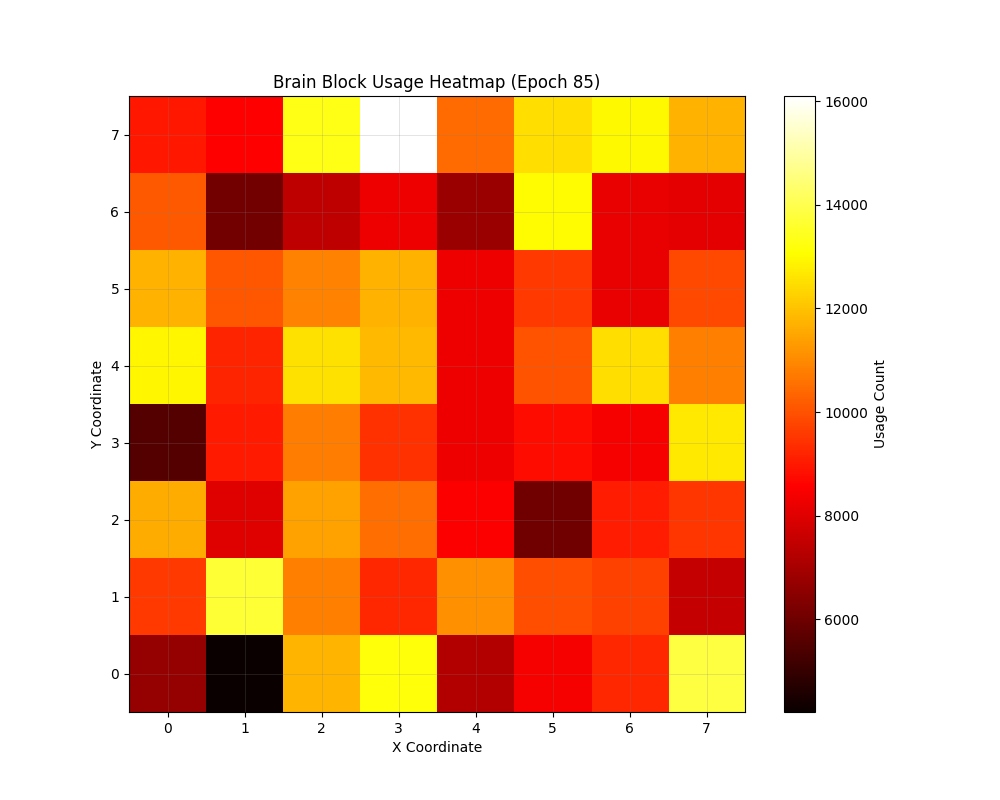 Brain Block Usage Heatmap (Epoch 85)
7
6
5
4
3
2
1
0
Y Coordinate
0 1 2 3 4 5 6 7
X Coordinate
16000
14000
12000
10000
8000
6000
Usage Count